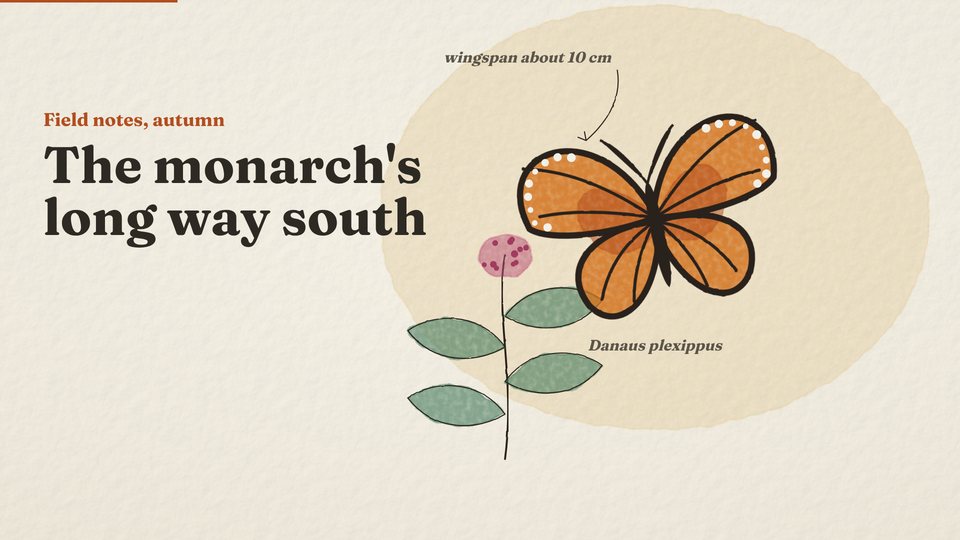 wingspan about 10 cm
Field notes, autumn
The monarch's
long way south
Danaus plexippus